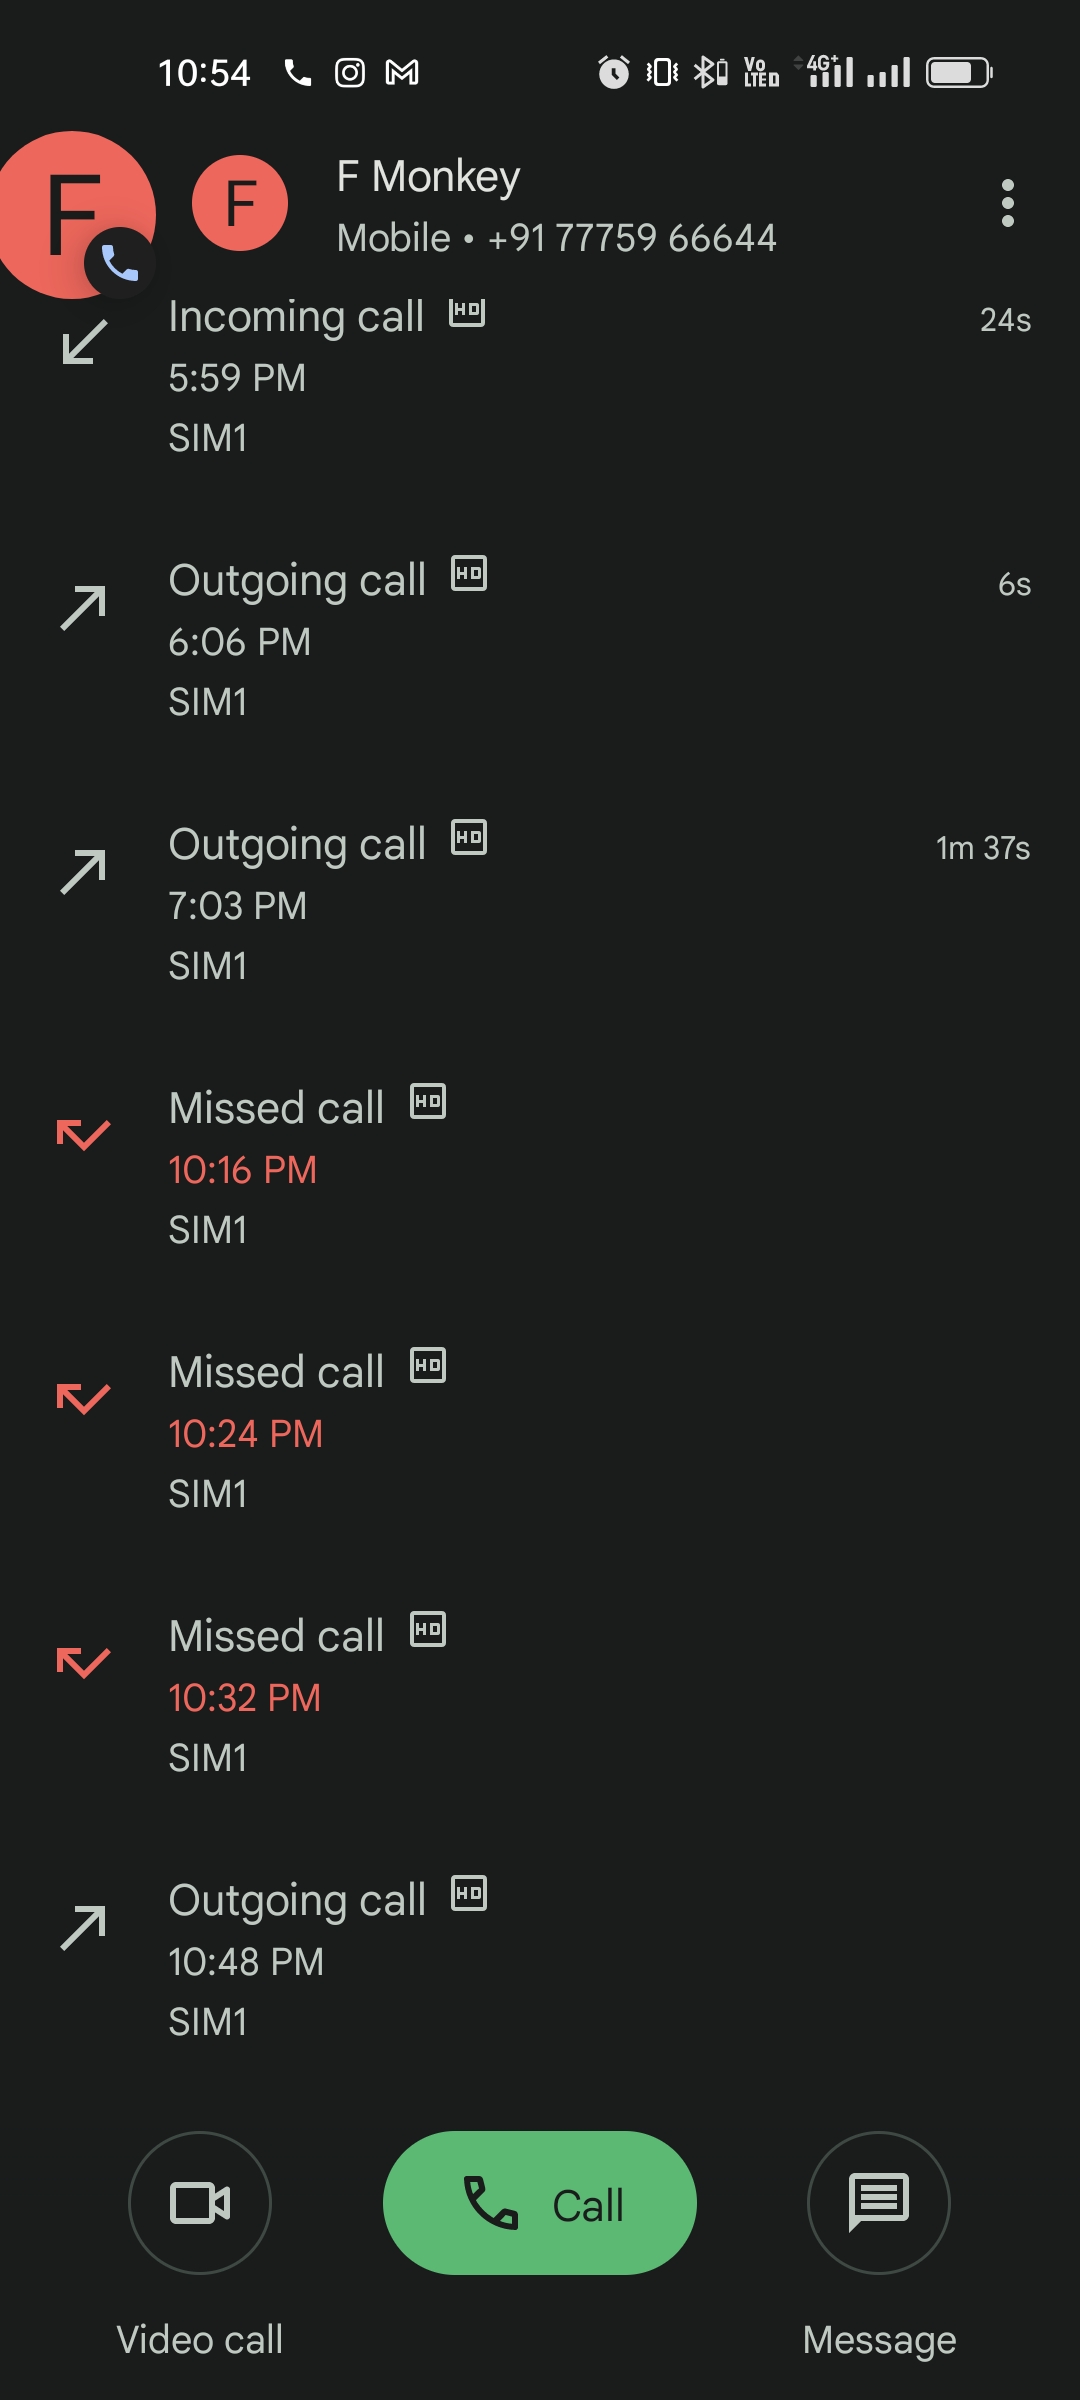 10:54
Vo LTE
4G+
F
F
F Monkey
Mobile • +91 77759 66644
Incoming call HD 24s
5:59 PM
SIM1
Outgoing call HD 6s
6:06 PM
SIM1
Outgoing call HD 1m 37s
7:03 PM
SIM1
Missed call HD
10:16 PM
SIM1
Missed call HD
10:24 PM
SIM1
Missed call HD
10:32 PM
SIM1
Outgoing call HD
10:48 PM
SIM1
Call
Video call
Message